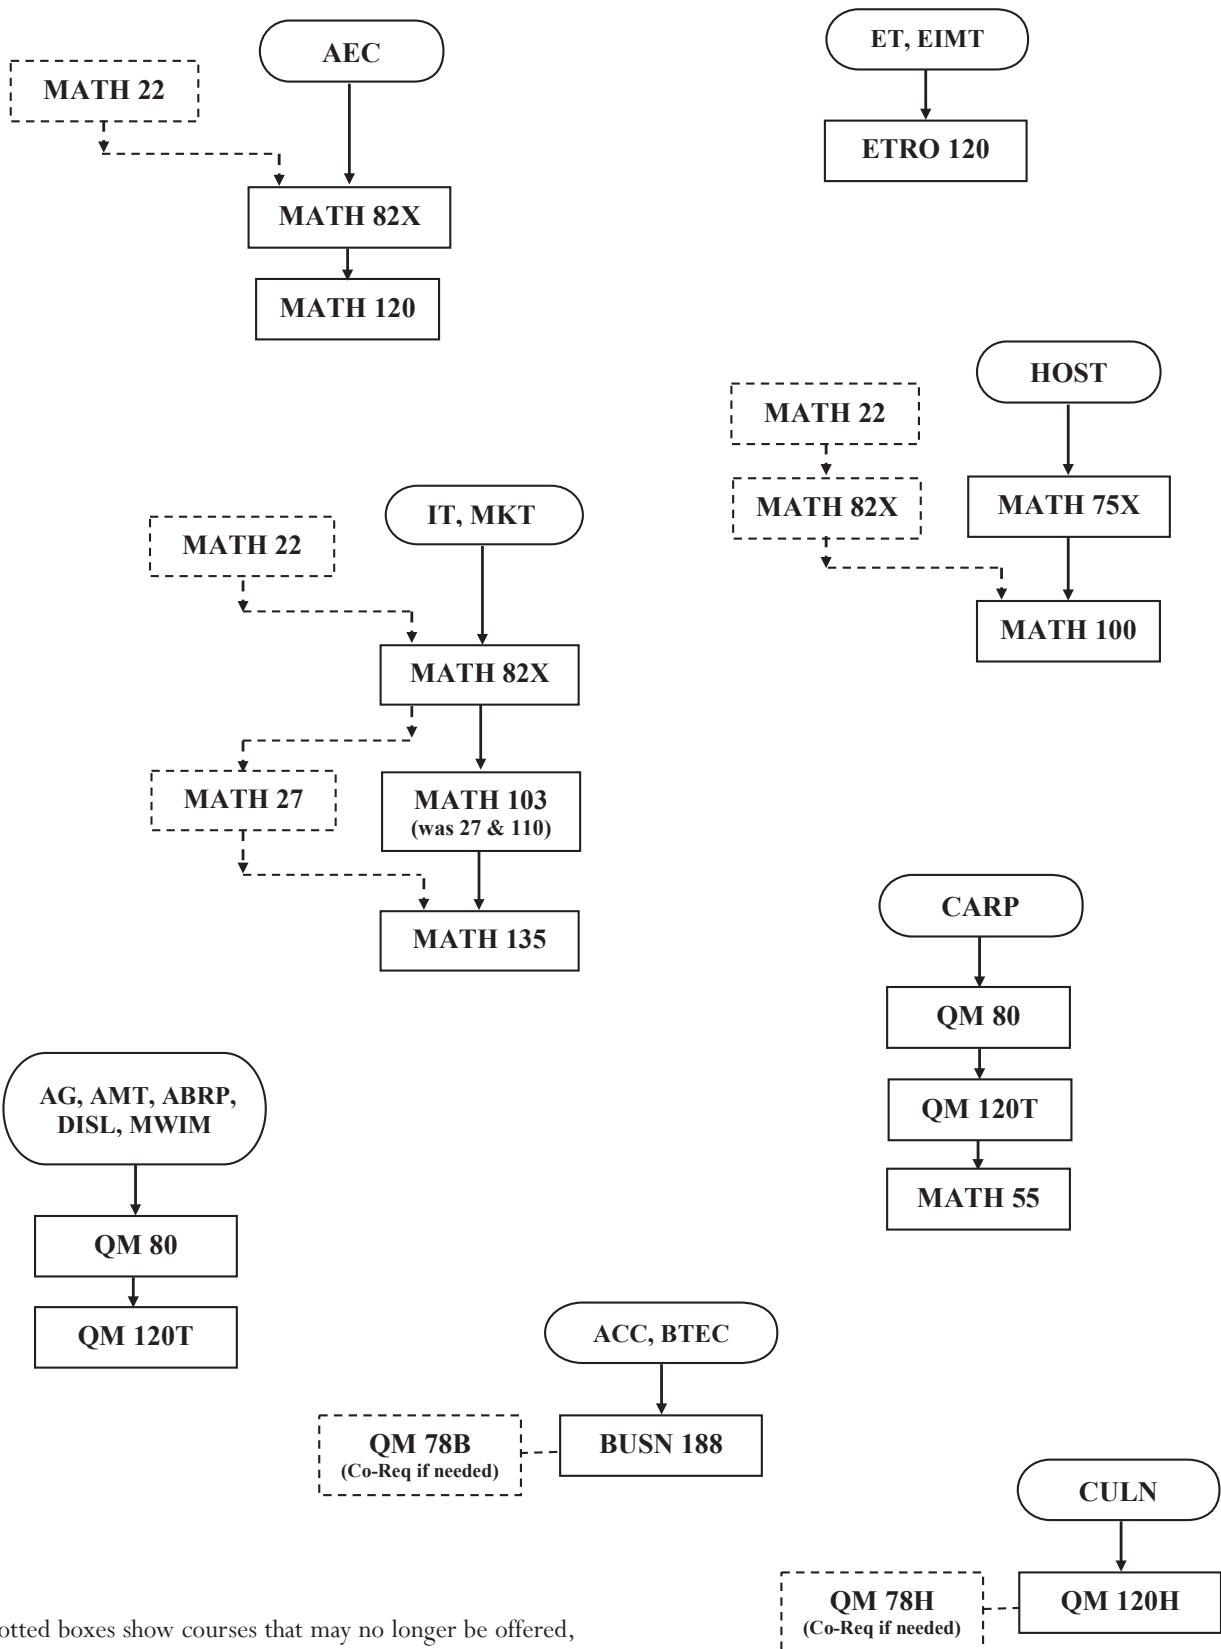 AEC
MATH 22
MATH 82X
MATH 120
ET, EIMT
ETRO 120
HOST
MATH 22
MATH 82X
MATH 75X
MATH 100
IT, MKT
MATH 22
MATH 82X
MATH 27
MATH 103
(was 27 & 110)
MATH 135
CARP
QM 80
QM 120T
MATH 55
AG, AMT, ABRP,
DISL, MWIM
QM 80
QM 120T
ACC, BTEC
QM 78B
(Co-Req if needed)
BUSN 188
CULN
QM 78H
(Co-Req if needed)
QM 120H
otted boxes show courses that may no longer be offered,